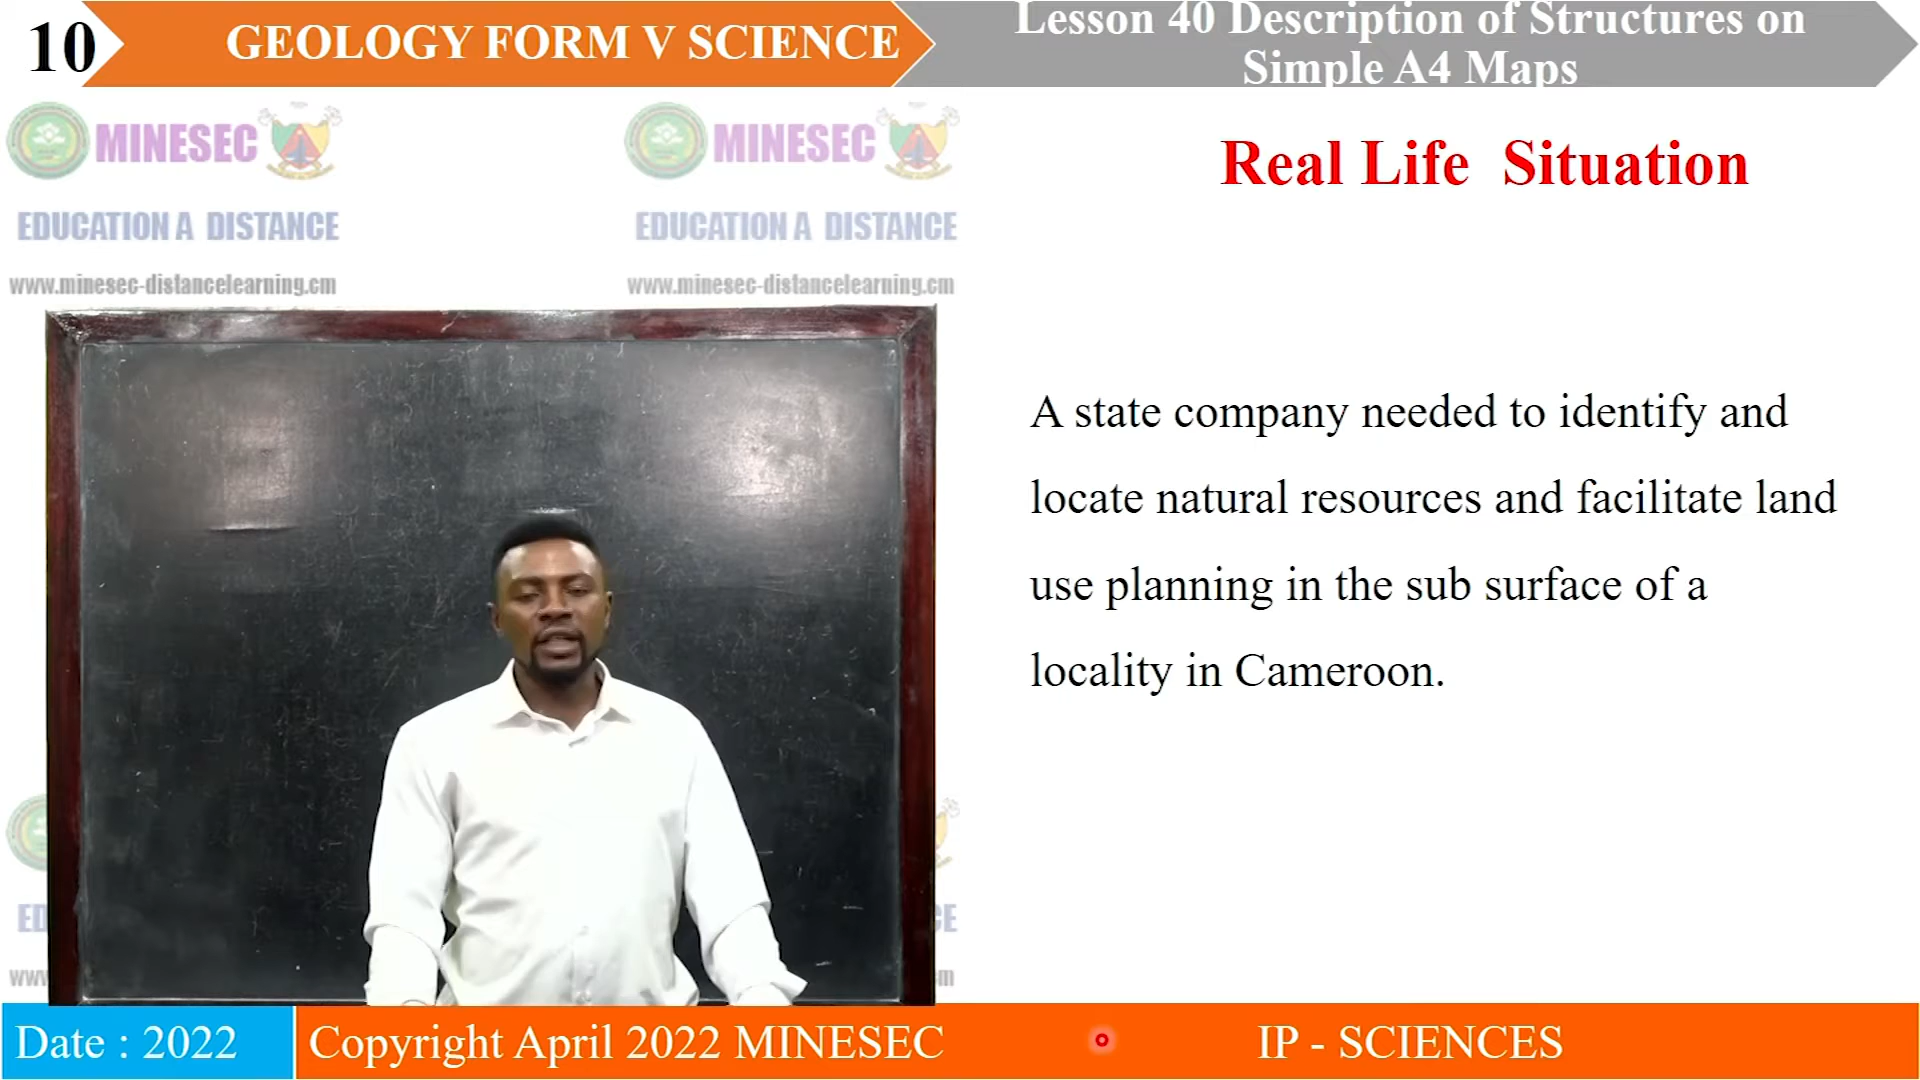 10
GEOLOGY FORM V SCIENCE
Lesson 40 Description of Structures on
Simple A4 Maps
MINESEC
EDUCATION A DISTANCE
www.minesec-distancelearning.cm
MINESEC
EDUCATION A DISTANCE
www.minesec-distancelearning.cm
Real Life Situation
A state company needed to identify and
locate natural resources and facilitate land
use planning in the sub surface of a
locality in Cameroon.
ED
CE
www
m
Date : 2022
Copyright April 2022 MINESEC
IP - SCIENCES